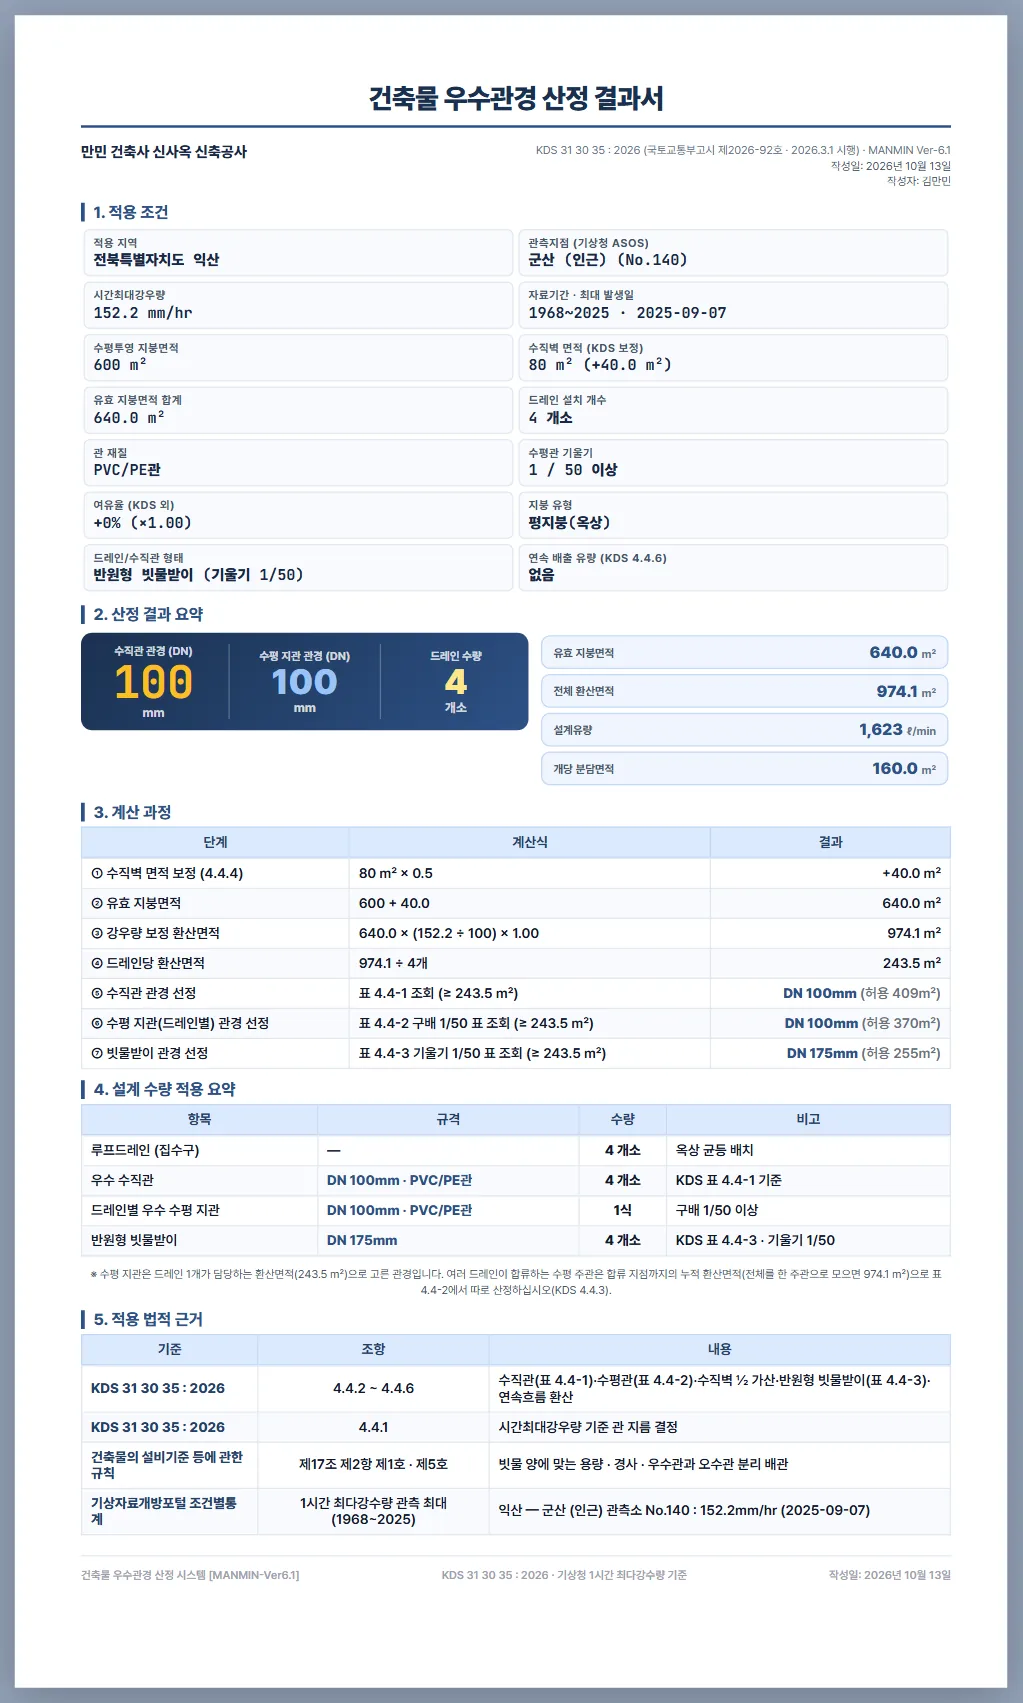 건축물 우수관경 산정 결과서
만민 건축사 신사옥 신축공사
KDS 31 30 35 : 2026 (국토교통부고시 제2026-92호 · 2026.3.1 시행) · MANMIN Ver-6.1
작성일: 2026년 10월 13일
작성자: 김만민
1. 적용 조건
적용 지역
전북특별자치도 익산
관측지점 (기상청 ASOS)
군산 (인근) (No.140)
시간최대강우량
152.2 mm/hr
자료기간 · 최대 발생일
1968~2025 · 2025-09-07
수평투영 지붕면적
600 m²
수직벽 면적 (KDS 보정)
80 m² (+40.0 m²)
유효 지붕면적 합계
640.0 m²
드레인 설치 개수
4 개소
관 재질
PVC/PE관
수평관 기울기
1 / 50 이상
여유율 (KDS 외)
+0% (×1.00)
지붕 유형
평지붕(옥상)
드레인/수직관 형태
반원형 빗물받이 (기울기 1/50)
연속 배출 유량 (KDS 4.4.6)
없음
2. 산정 결과 요약
수직관 관경 (DN)
100
mm
수평 지관 관경 (DN)
100
mm
드레인 수량
4
개소
유효 지붕면적 640.0 m²
전체 환산면적 974.1 m²
설계유량 1,623 ℓ/min
개당 분담면적 160.0 m²
3. 계산 과정
단계 계산식 결과
① 수직벽 면적 보정 (4.4.4) 80 m² × 0.5 +40.0 m²
② 유효 지붕면적 600 + 40.0 640.0 m²
③ 강우량 보정 환산면적 640.0 × (152.2 ÷ 100) × 1.00 974.1 m²
④ 드레인당 환산면적 974.1 ÷ 4개 243.5 m²
⑤ 수직관 관경 선정 표 4.4-1 조회 (≥ 243.5 m²) DN 100mm (허용 409m²)
⑥ 수평 지관(드레인별) 관경 선정 표 4.4-2 구배 1/50 표 조회 (≥ 243.5 m²) DN 100mm (허용 370m²)
⑦ 빗물받이 관경 선정 표 4.4-3 기울기 1/50 표 조회 (≥ 243.5 m²) DN 175mm (허용 255m²)
4. 설계 수량 적용 요약
항목 규격 수량 비고
루프드레인 (집수구) — 4 개소 옥상 균등 배치
우수 수직관 DN 100mm · PVC/PE관 4 개소 KDS 표 4.4-1 기준
드레인별 우수 수평 지관 DN 100mm · PVC/PE관 1식 구배 1/50 이상
반원형 빗물받이 DN 175mm 4 개소 KDS 표 4.4-3 · 기울기 1/50
※ 수평 지관은 드레인 1개가 담당하는 환산면적(243.5 m²)으로 고른 관경입니다. 여러 드레인이 합류하는 수평 주관은 합류 지점까지의 누적 환산면적(전체를 한 주관으로 모으면 974.1 m²)으로 표
4.4-2에서 따로 산정하십시오(KDS 4.4.3).
5. 적용 법적 근거
기준 조항 내용
KDS 31 30 35 : 2026 4.4.2 ~ 4.4.6 수직관(표 4.4-1)·수평관(표 4.4-2)·수직벽 ½ 가산·반원형 빗물받이(표 4.4-3)·
연속흐름 환산
KDS 31 30 35 : 2026 4.4.1 시간최대강우량 기준 관 지름 결정
건축물의 설비기준 등에 관한
규칙
제17조 제2항 제1호 · 제5호 빗물 양에 맞는 용량 · 경사 · 우수관과 오수관 분리 배관
기상자료개방포털 조건별통
계
1시간 최다강수량 관측 최대
(1968~2025)
익산 — 군산 (인근) 관측소 No.140 : 152.2mm/hr (2025-09-07)
건축물 우수관경 산정 시스템 [MANMIN-Ver6.1] KDS 31 30 35 : 2026 · 기상청 1시간 최다강수량 기준 작성일: 2026년 10월 13일